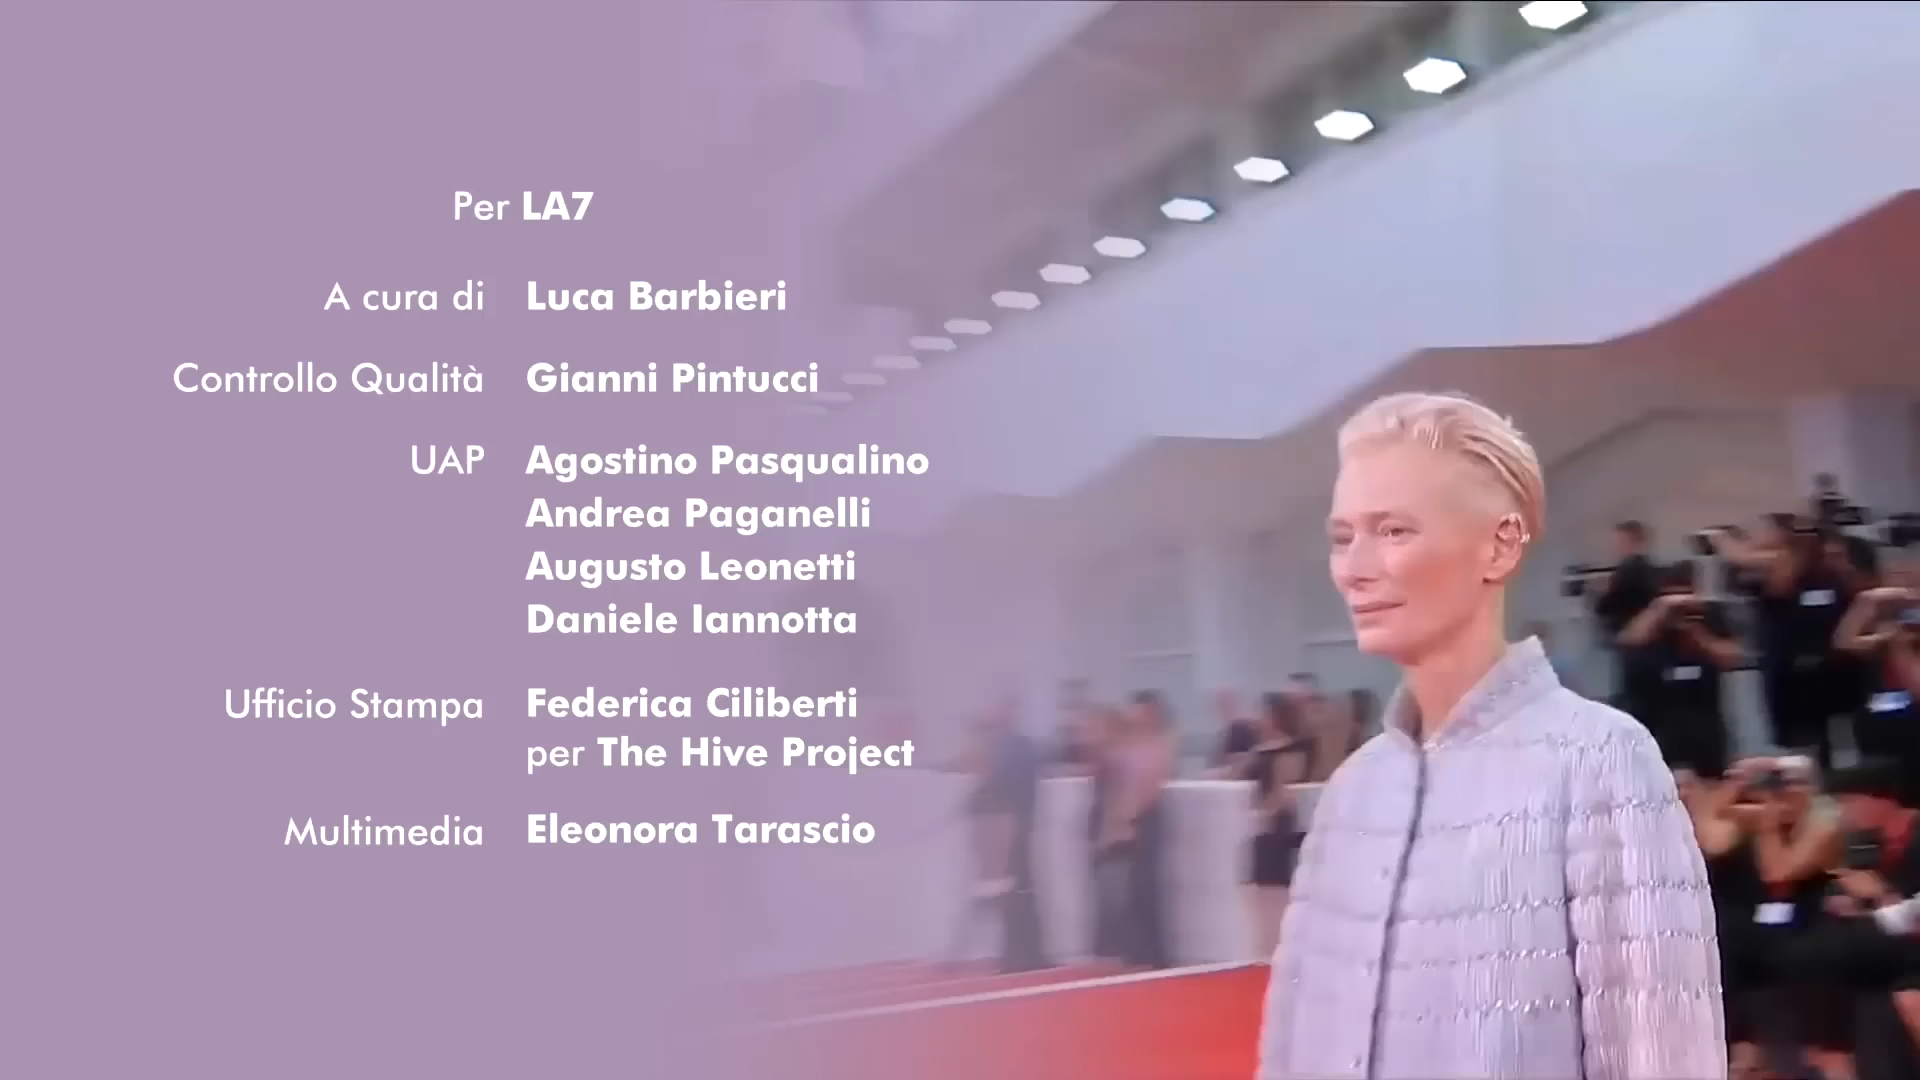 Per LA7
A cura di Luca Barbieri
Controllo Qualità Gianni Pintucci
UAP Agostino Pasqualino
Andrea Paganelli
Augusto Leonetti
Daniele Iannotta
Ufficio Stampa Federica Ciliberti
per The Hive Project
Multimedia Eleonora Tarascio